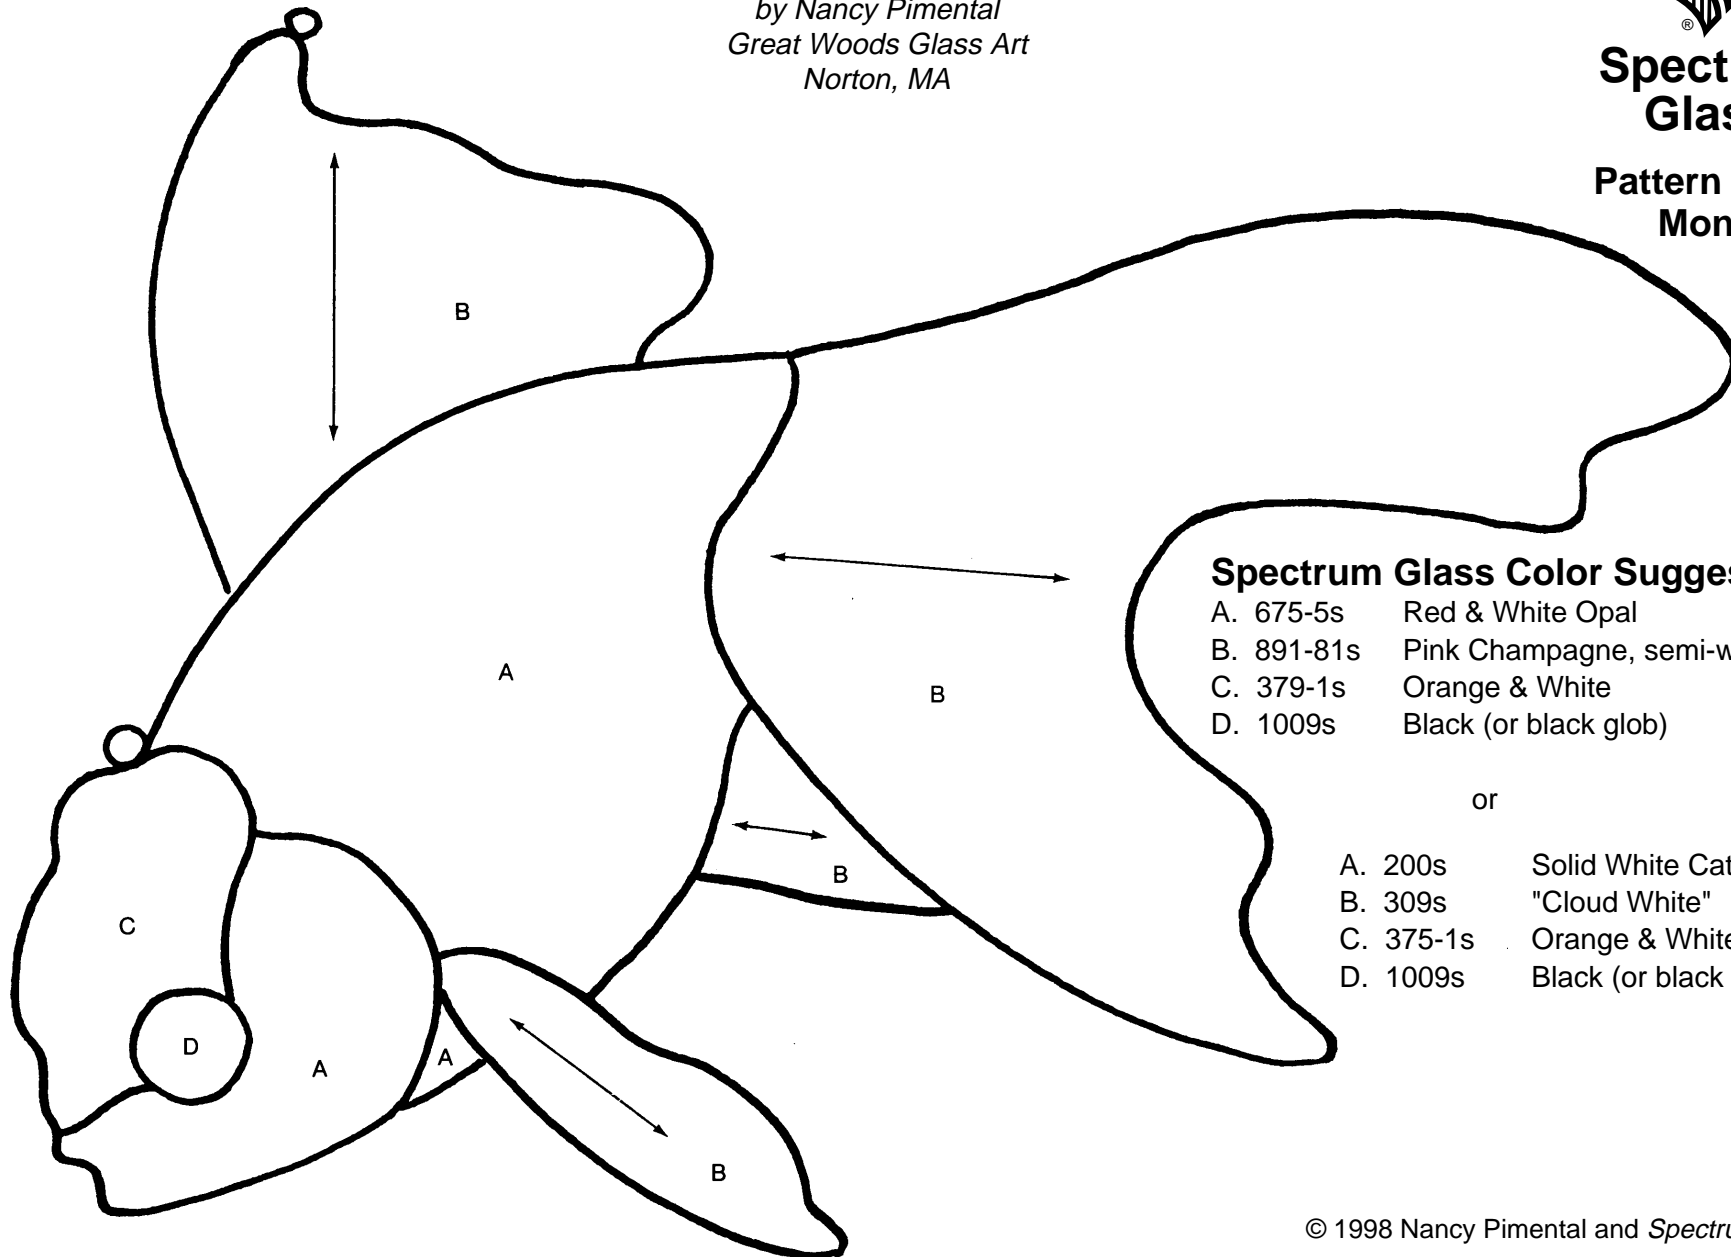 by Nancy Pimental
Great Woods Glass Art
Norton, MA
®
Spect
Glas
Pattern
Mon
B
A
B
B
C
D
A
A
B
Spectrum Glass Color Sugges
A. 675-5s Red & White Opal
B. 891-81s Pink Champagne, semi-w
C. 379-1s Orange & White
D. 1009s Black (or black glob)
or
A. 200s Solid White Cat
B. 309s "Cloud White"
C. 375-1s Orange & White
D. 1009s Black (or black
© 1998 Nancy Pimental and Spectru